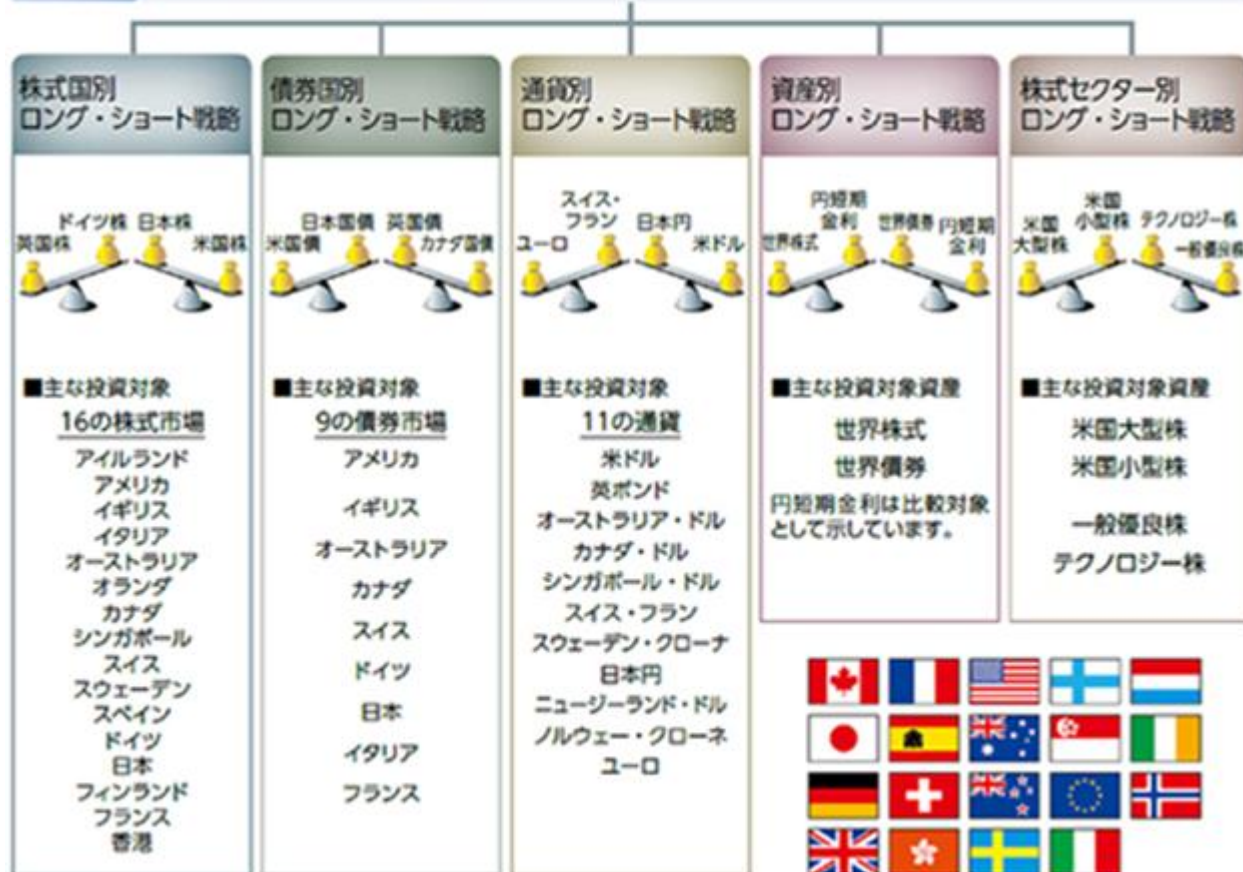 株式国別
ロング・ショート戦略
ドイツ株 日本株
英国株 米国株
■主な投資対象
16の株式市場
アイルランド
アメリカ
イギリス
イタリア
オーストラリア
オランダ
カナダ
シンガポール
スイス
スウェーデン
スペイン
ドイツ
日本
フィンランド
フランス
香港
債券国別
ロング・ショート戦略
日本国債 英国債
米国債 カナダ国債
■主な投資対象
9の債券市場
アメリカ
イギリス
オーストラリア
カナダ
スイス
ドイツ
日本
イタリア
フランス
通貨別
ロング・ショート戦略
スイス・
フラン 日本円
ユーロ 米ドル
■主な投資対象
11の通貨
米ドル
英ポンド
オーストラリア・ドル
カナダ・ドル
シンガポール・ドル
スイス・フラン
スウェーデン・クローナ
日本円
ニュージーランド・ドル
ノルウェー・クローネ
ユーロ
資産別
ロング・ショート戦略
円短期
金利
世界株式
世界債券
円短期
金利
■主な投資対象資産
世界株式
世界債券
円短期金利は比較対象
として示しています。
株式セクター別
ロング・ショート戦略
米国
小型株
米国
大型株
テクノロジー株
一般優良株
■主な投資対象資産
米国大型株
米国小型株
一般優良株
テクノロジー株